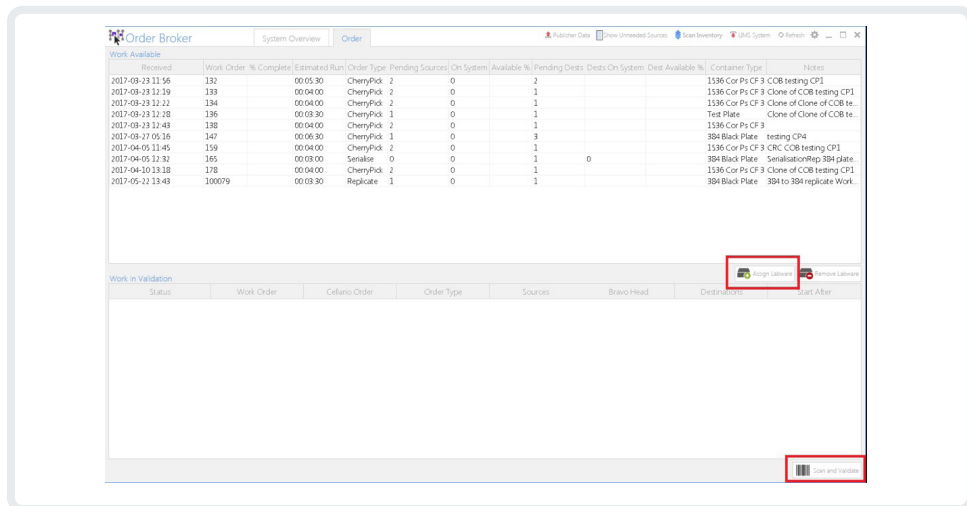 Order Broker System Overview Order Publisher Data Show Unneeded Sources Scan Inventory LIMS System Refresh
Work Available
Received Work Order % Complete Estimated Run Order Type Pending Sources On System Available % Pending Dests Dests On System Dest Available % Container Type Notes
2017-03-23 11:56 132 00:05:30 CherryPick 2 0 2 1536 Cor Ps CF 3 COB testing CP1
2017-03-23 12:19 133 00:04:00 CherryPick 2 0 1 1536 Cor Ps CF 3 Clone of COB testing CP1
2017-03-23 12:22 134 00:04:00 CherryPick 2 0 1 1536 Cor Ps CF 3 Clone of Clone of COB te...
2017-03-23 12:28 136 00:03:30 CherryPick 1 0 1 Test Plate Clone of Clone of COB te...
2017-03-23 12:43 138 00:04:00 CherryPick 2 0 1 1536 Cor Ps CF 3
2017-03-27 05:16 147 00:06:30 CherryPick 1 0 3 384 Black Plate testing CP4
2017-04-05 11:45 159 00:04:00 CherryPick 2 0 1 1536 Cor Ps CF 3 CRC COB testing CP1
2017-04-05 12:32 165 00:03:00 Serialise 0 0 1 0 384 Black Plate SerialisationRep 384 plate...
2017-04-10 13:18 178 00:04:00 CherryPick 2 0 1 1536 Cor Ps CF 3 Clone of COB testing CP1
2017-05-22 13:43 100079 00:03:30 Replicate 1 0 1 384 Black Plate 384 to 384 replicate Work...
Assign Labware Remove Labware
Work in Validation
Status Work Order Cellario Order Order Type Sources Bravo Head Destinations Start After
Scan and Validate